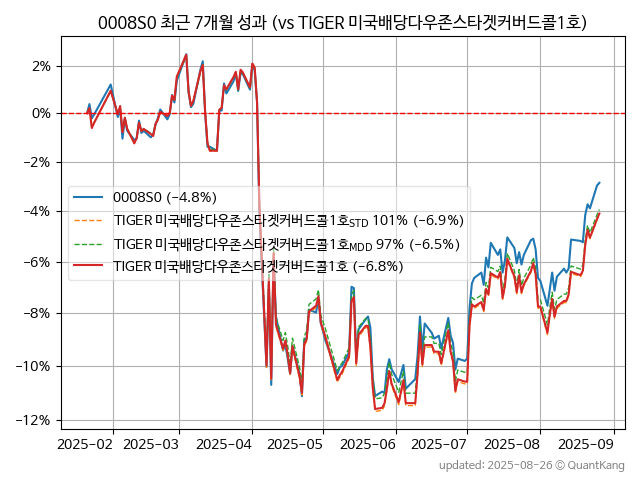 0008S0 최근 7개월 성과 (vs TIGER 미국배당다우존스타겟커버드콜1호)
2%
0%
−2%
−4%
−6%
−8%
−10%
−12%
0008S0 (−4.8%)
TIGER 미국배당다우존스타겟커버드콜1호STD 101% (−6.9%)
TIGER 미국배당다우존스타겟커버드콜1호MDD 97% (−6.5%)
TIGER 미국배당다우존스타겟커버드콜1호 (−6.8%)
2025-02 2025-03 2025-04 2025-05 2025-06 2025-07 2025-08 2025-09
updated: 2025-08-26 © QuantKang